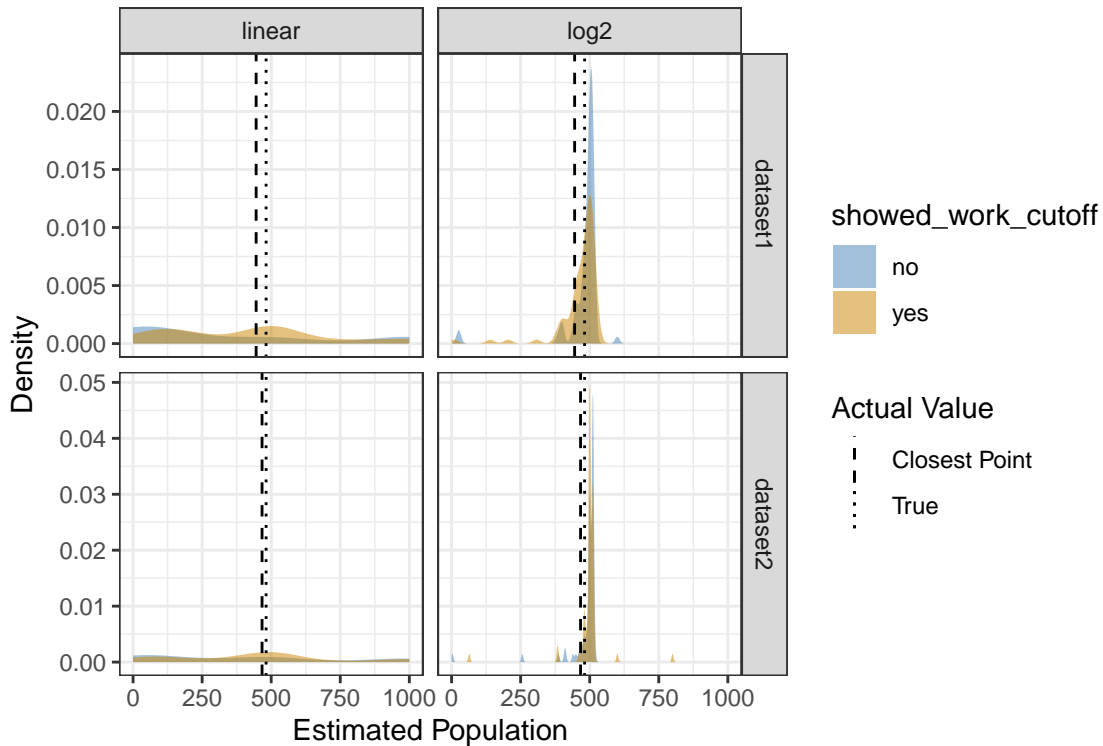 linear
log2
dataset1
dataset2
Density
0.020
0.015
0.010
0.005
0.000
0.05
0.04
0.03
0.02
0.01
0.00
0 250 500 750 1000
0 250 500 750 1000
Estimated Population
showed_work_cutoff
no
yes
Actual Value
Closest Point
True